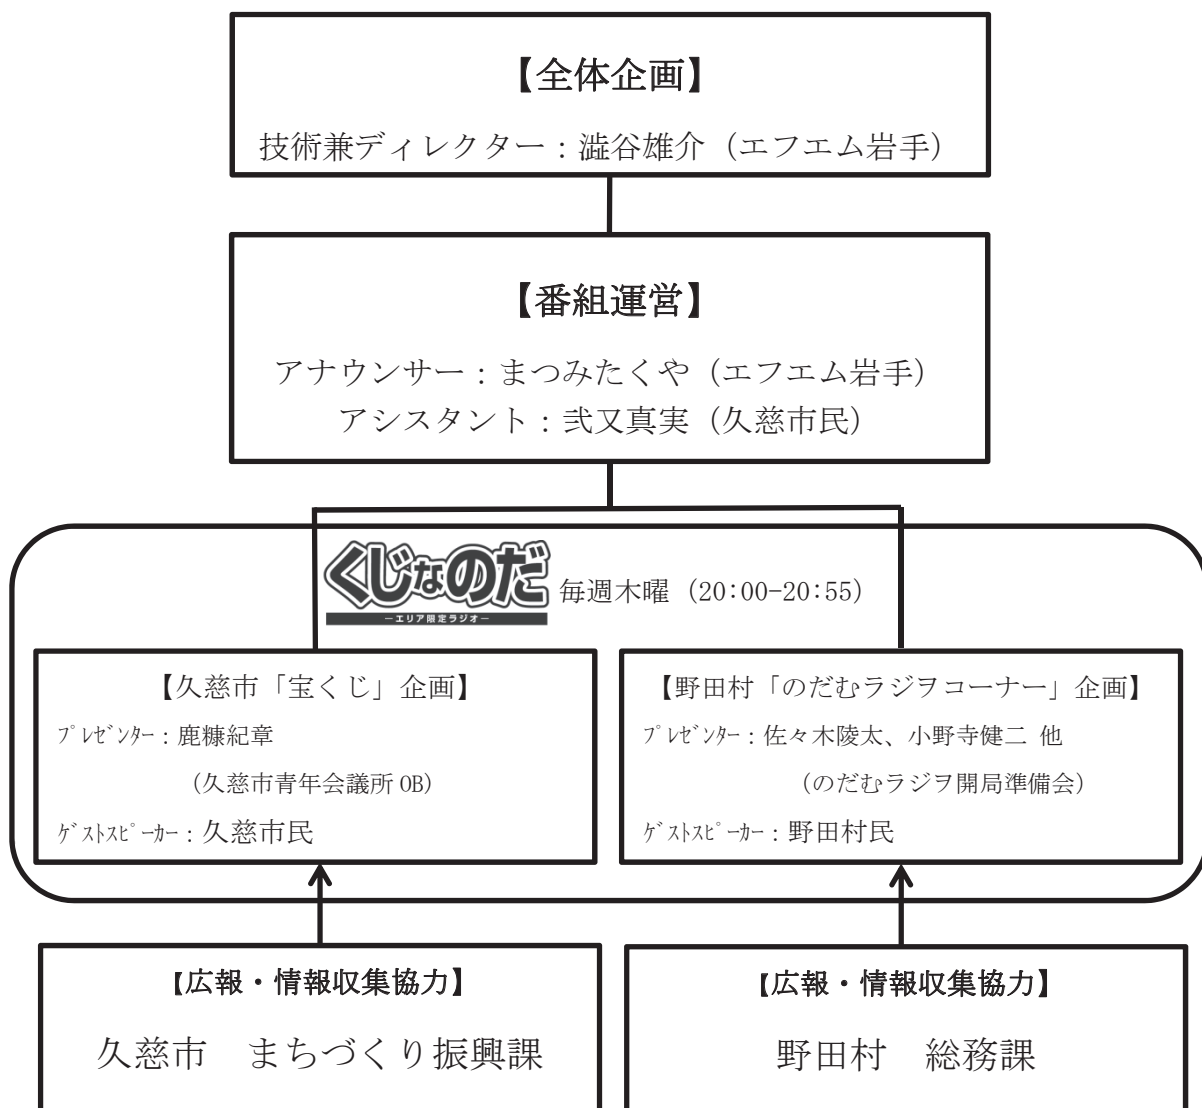 【全体企画】
技術兼ディレクター：澁谷雄介（エフエム岩手）
【番組運営】
アナウンサー：まつみたくや（エフエム岩手）
アシスタント：弐又真実（久慈市民）
くじなのだ
－エリア限定ラジオ－
毎週木曜（20:00-20:55）
【久慈市「宝くじ」企画】
ﾌﾟﾚｾﾞﾝﾀｰ：鹿糠紀章
（久慈市青年会議所 OB）
ｹﾞｽﾄｽﾋﾟｰｶｰ：久慈市民
【野田村「のだむラジヲコーナー」企画】
ﾌﾟﾚｾﾞﾝﾀｰ：佐々木陵太、小野寺健二 他
（のだむラジヲ開局準備会）
ｹﾞｽﾄｽﾋﾟｰｶｰ：野田村民
【広報・情報収集協力】
久慈市　まちづくり振興課
【広報・情報収集協力】
野田村　総務課